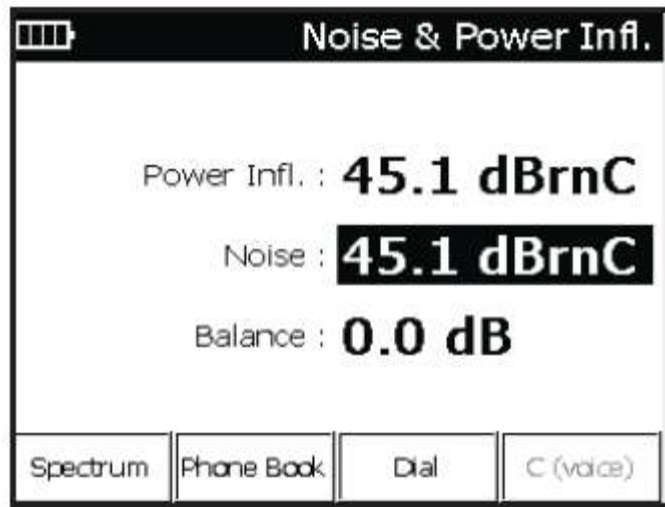 Noise & Power Infl.
Power Infl. : 45.1 dBrnC
Noise : 45.1 dBrnC
Balance : 0.0 dB
Spectrum Phone Book Dial C (voice)